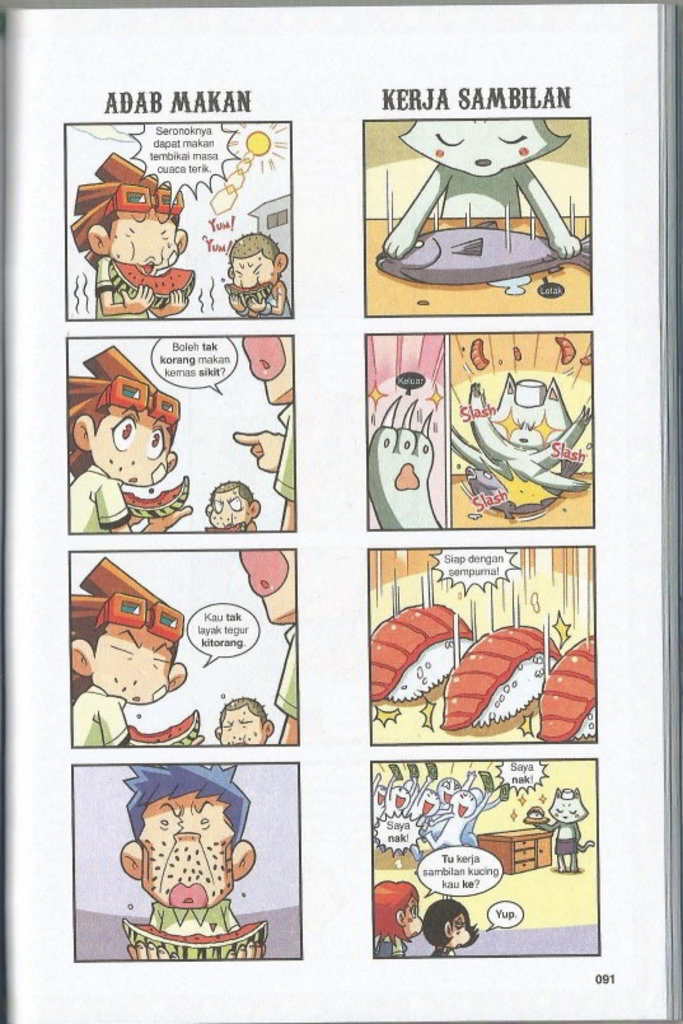 ADAB MAKAN
Seronoknya
dapat makan
tembikai masa
cuaca terik.
YUM!
YUM!
Boleh tak
korang makan
kemas sikit?
Kau tak
layak tegur
kitorang.
KERJA SAMBILAN
Letak
Keluar
Slash
Slash
Slash
Siap dengan
sempurna!
Saya
nak!
Saya
nak!
Tu kerja
sambilan kucing
kau ke?
Yup.
091